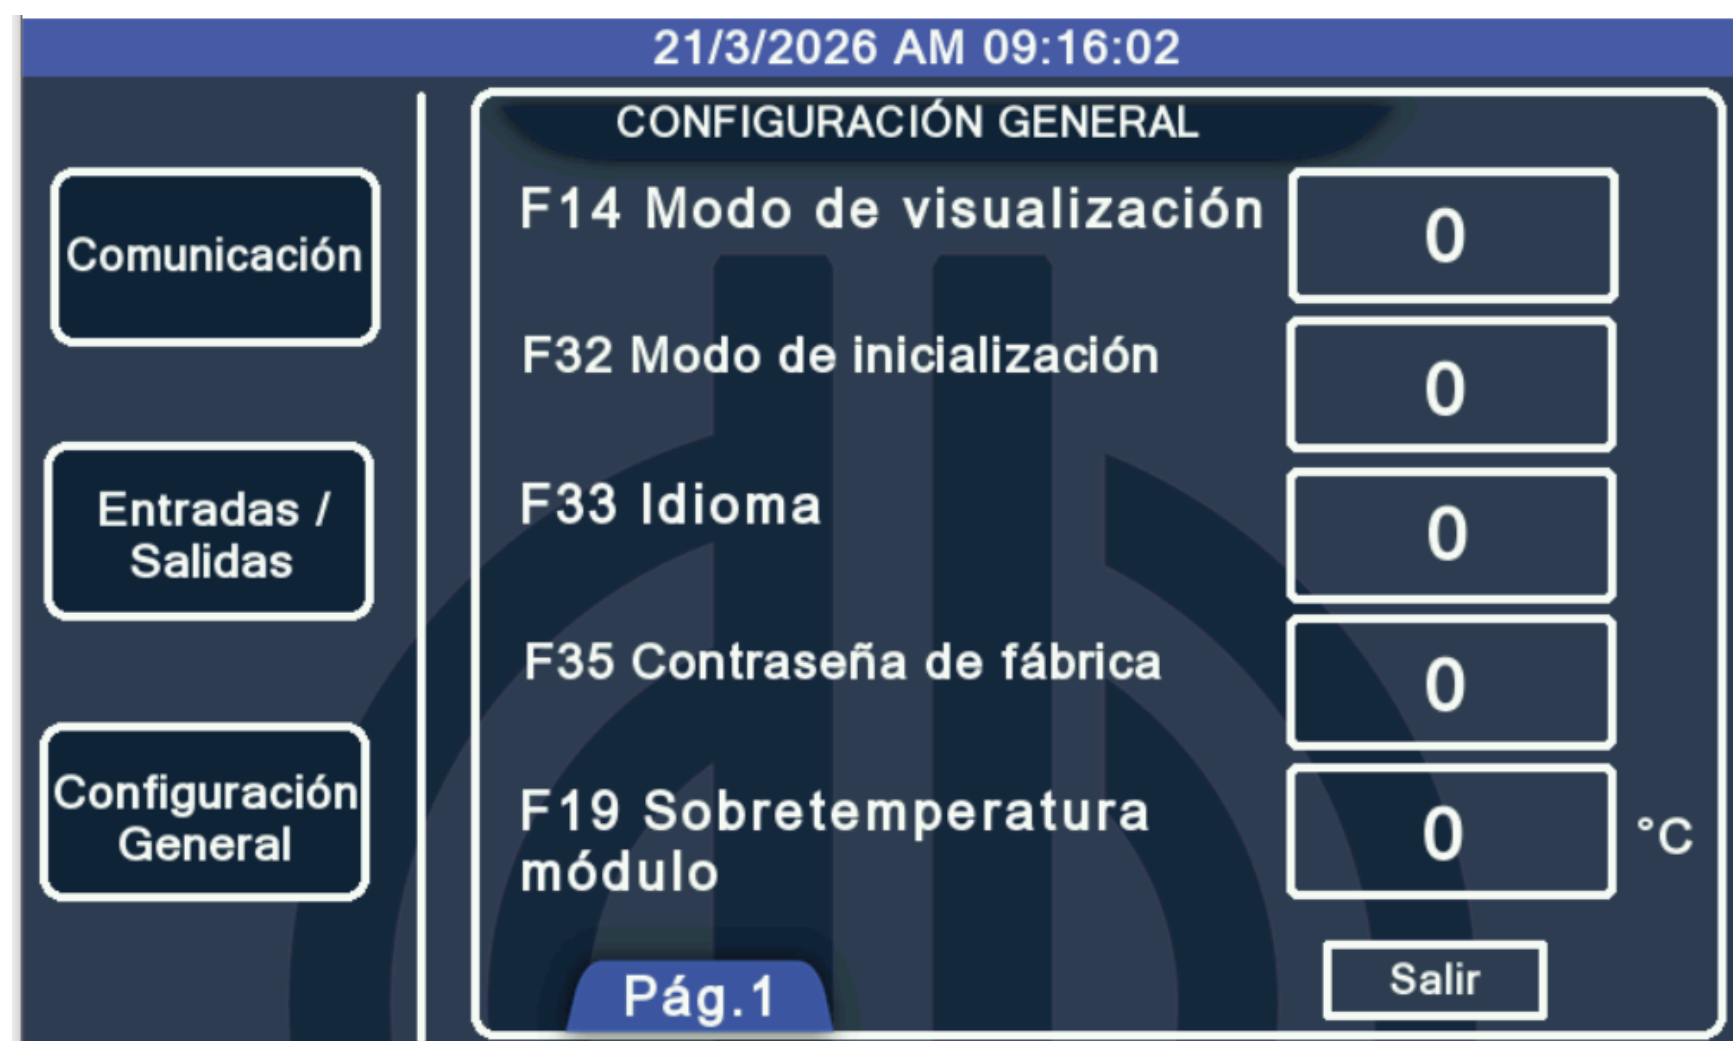 21/3/2026 AM 09:16:02
CONFIGURACIÓN GENERAL
Comunicación
Entradas /
Salidas
Configuración
General
F14 Modo de visualización
0
F32 Modo de inicialización
0
F33 Idioma
0
F35 Contraseña de fábrica
0
F19 Sobretemperatura
módulo
0
°C
Pág.1
Salir